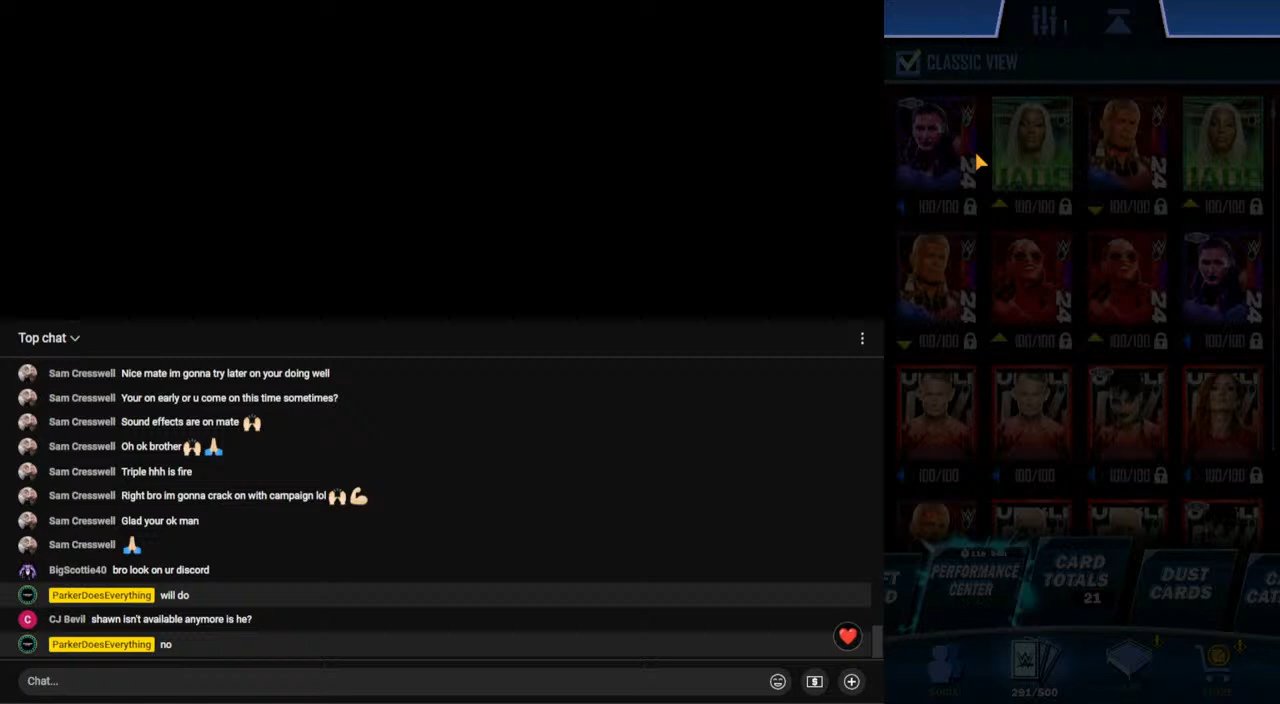 CLASSIC VIEW
24 JADE 24 JADE
100/100 100/100 100/100 100/100
24 24
100/100 100/100 100/100 100/100
100/100 100/100 100/100 100/100
PERFORMANCE CENTER
CARD TOTALS
21
DUST CARDS
291/500
Top chat
Sam Cresswell Nice mate im gonna try later on your doing well
Sam Cresswell Your on early or u come on this time sometimes?
Sam Cresswell Sound effects are on mate 🙌🏻
Sam Cresswell Oh ok brother 🙌🏻 🙏🏻
Sam Cresswell Triple hhh is fire
Sam Cresswell Right bro im gonna crack on with campaign lol 🙌🏻 💪🏻
Sam Cresswell Glad your ok man
Sam Cresswell 🙏🏻
BigScottie40 bro look on ur discord
ParkerDoesEverything will do
C CJ Bevil shawn isn't available anymore is he?
ParkerDoesEverything no
Chat...